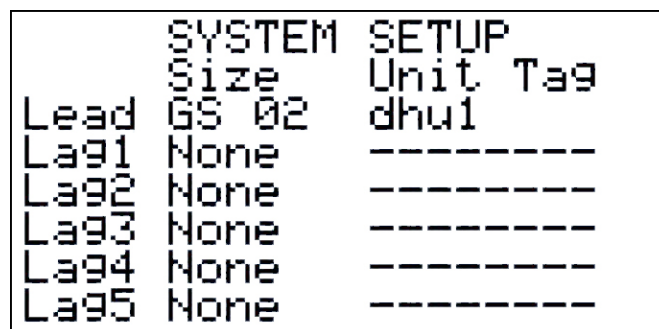 SYSTEM SETUP
Size Unit Tag
Lead GS 02 dhu1
Lag1 None --------
Lag2 None --------
Lag3 None --------
Lag4 None --------
Lag5 None --------